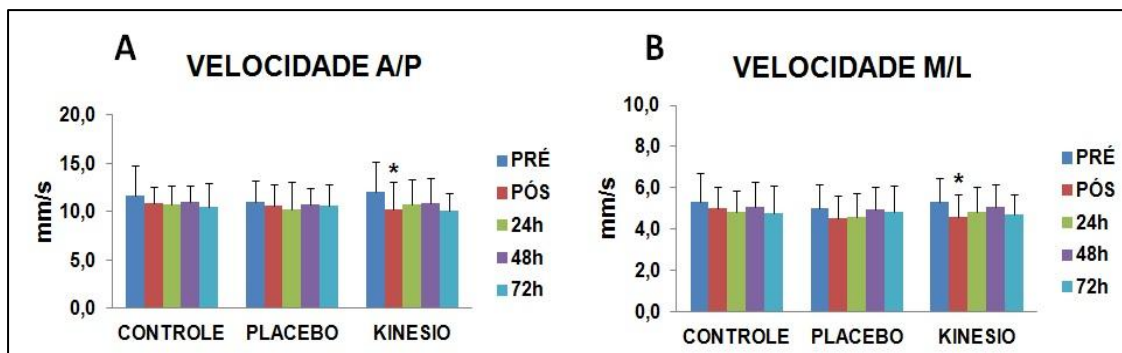 A
VELOCIDADE A/P
20,0
15,0
10,0
5,0
0,0
mm/s
*
CONTROLE PLACEBO KINESIO
PRÉ
PÓS
24h
48h
72h
B
VELOCIDADE M/L
10,0
8,0
6,0
4,0
2,0
0,0
mm/s
*
CONTROLE PLACEBO KINESIO
PRÉ
PÓS
24h
48h
72h